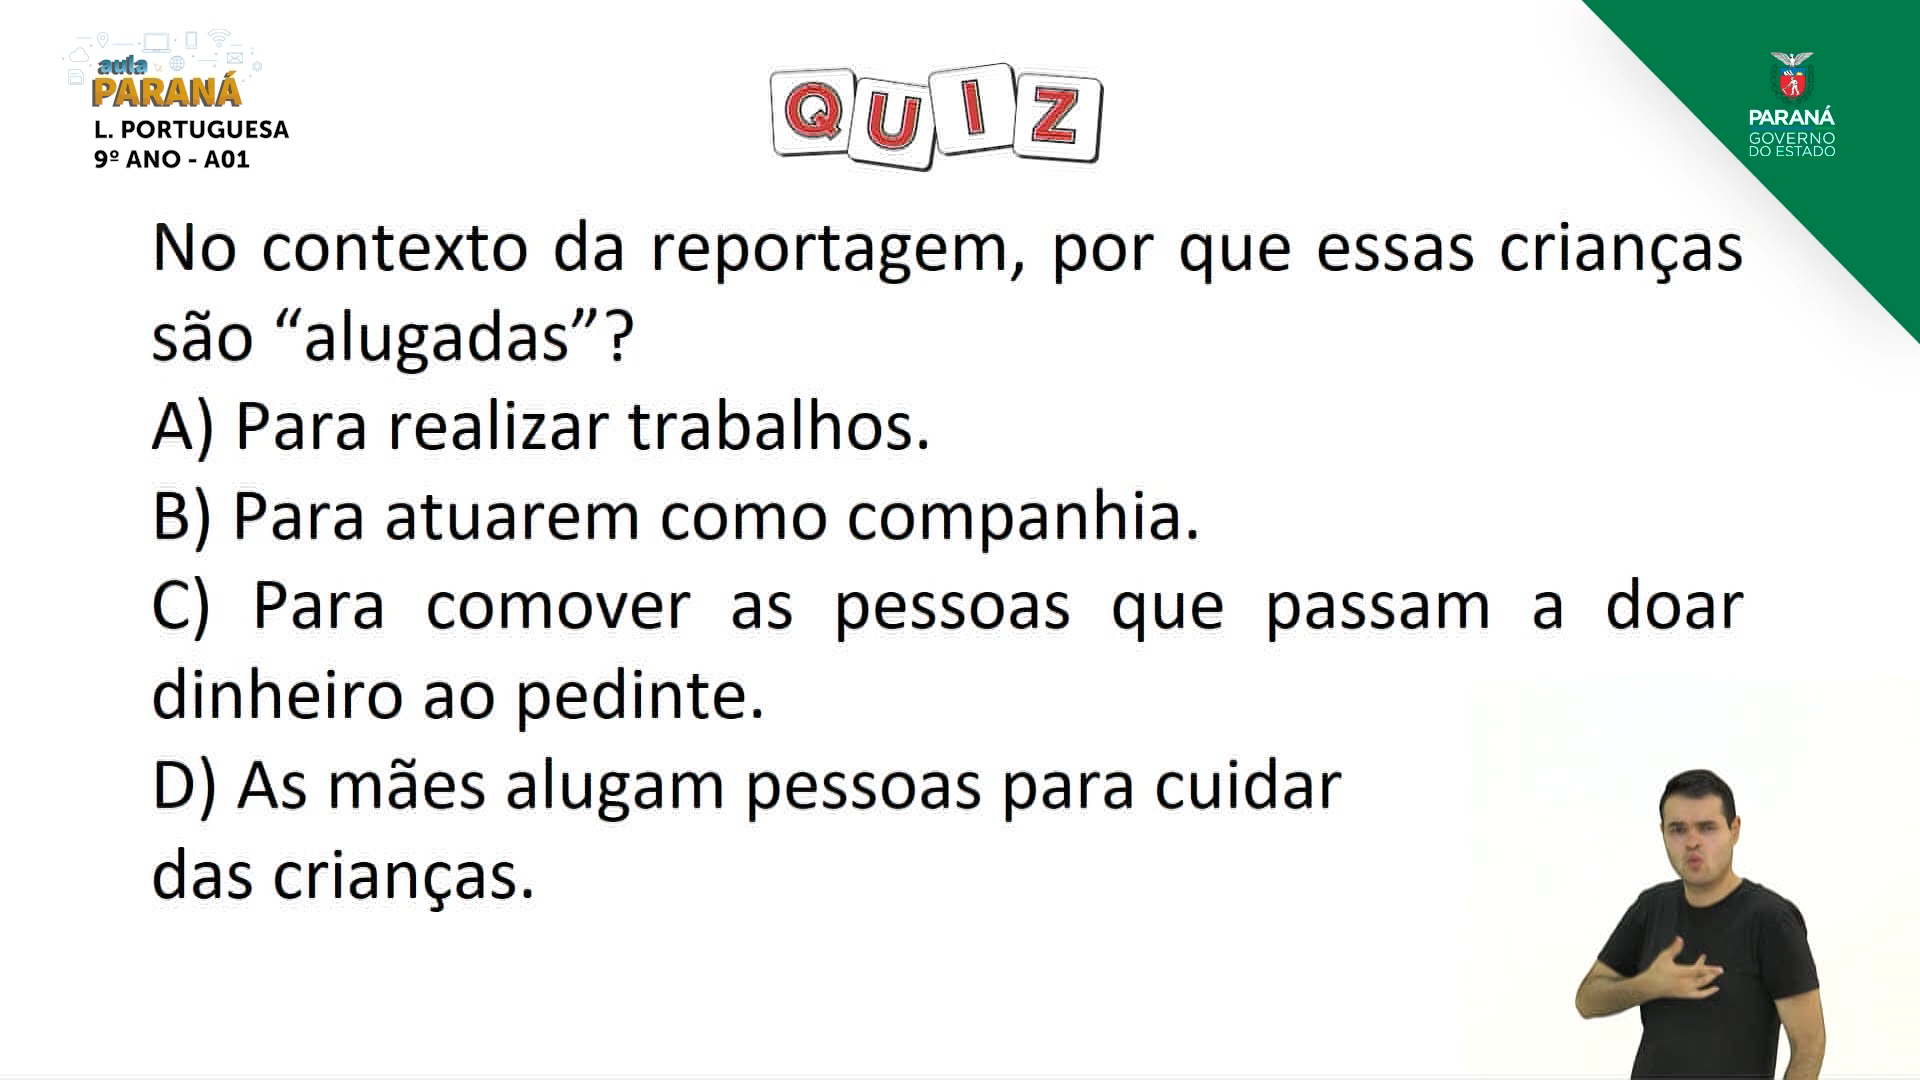 aula
PARANÁ
L. PORTUGUESA
9º ANO - A01
QUIZ
PARANÁ
GOVERNO
DO ESTADO
No contexto da reportagem, por que essas crianças
são “alugadas”?
A) Para realizar trabalhos.
B) Para atuarem como companhia.
C) Para comover as pessoas que passam a doar
dinheiro ao pedinte.
D) As mães alugam pessoas para cuidar
das crianças.